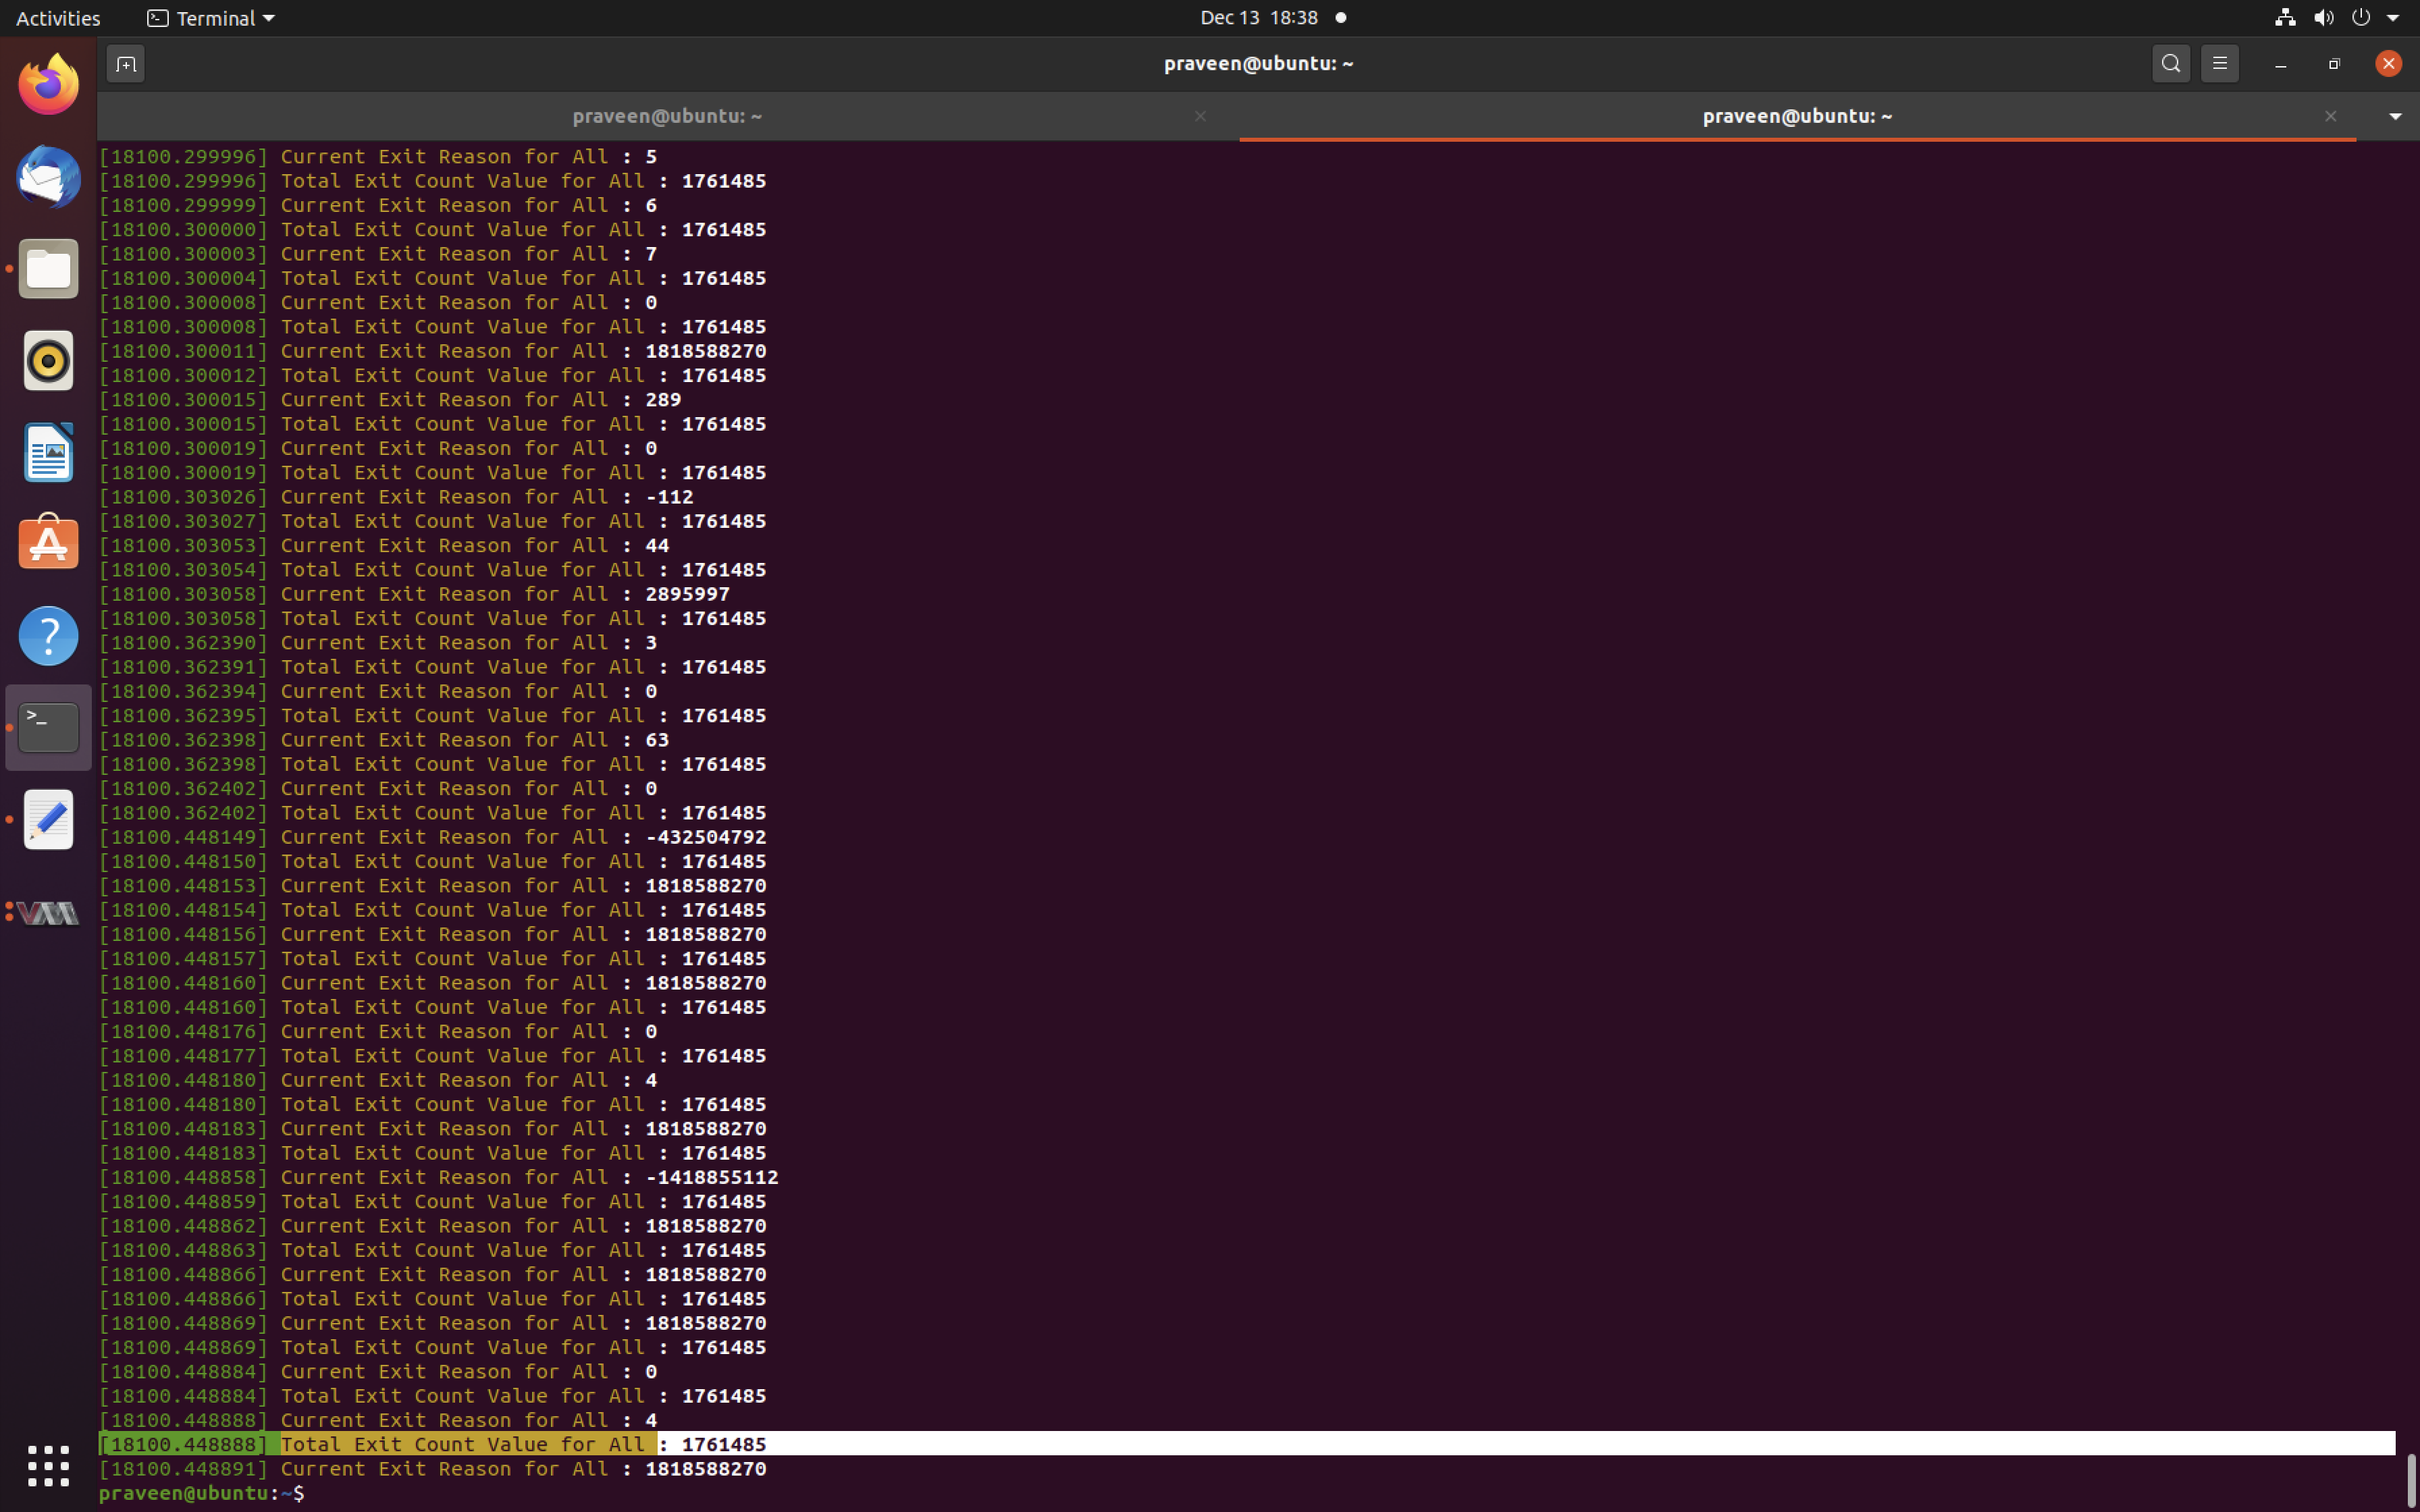 Activities
Terminal
Dec 13 18:38
praveen@ubuntu: ~
praveen@ubuntu: ~
praveen@ubuntu: ~
[18100.299996] Current Exit Reason for All : 5
[18100.299996] Total Exit Count Value for All : 1761485
[18100.299999] Current Exit Reason for All : 6
[18100.300000] Total Exit Count Value for All : 1761485
[18100.300003] Current Exit Reason for All : 7
[18100.300004] Total Exit Count Value for All : 1761485
[18100.300008] Current Exit Reason for All : 0
[18100.300008] Total Exit Count Value for All : 1761485
[18100.300011] Current Exit Reason for All : 1818588270
[18100.300012] Total Exit Count Value for All : 1761485
[18100.300015] Current Exit Reason for All : 289
[18100.300015] Total Exit Count Value for All : 1761485
[18100.300019] Current Exit Reason for All : 0
[18100.300019] Total Exit Count Value for All : 1761485
[18100.303026] Current Exit Reason for All : -112
[18100.303027] Total Exit Count Value for All : 1761485
[18100.303053] Current Exit Reason for All : 44
[18100.303054] Total Exit Count Value for All : 1761485
[18100.303058] Current Exit Reason for All : 2895997
[18100.303058] Total Exit Count Value for All : 1761485
[18100.362390] Current Exit Reason for All : 3
[18100.362391] Total Exit Count Value for All : 1761485
[18100.362394] Current Exit Reason for All : 0
[18100.362395] Total Exit Count Value for All : 1761485
[18100.362398] Current Exit Reason for All : 63
[18100.362398] Total Exit Count Value for All : 1761485
[18100.362402] Current Exit Reason for All : 0
[18100.362402] Total Exit Count Value for All : 1761485
[18100.448149] Current Exit Reason for All : -432504792
[18100.448150] Total Exit Count Value for All : 1761485
[18100.448153] Current Exit Reason for All : 1818588270
[18100.448154] Total Exit Count Value for All : 1761485
[18100.448156] Current Exit Reason for All : 1818588270
[18100.448157] Total Exit Count Value for All : 1761485
[18100.448160] Current Exit Reason for All : 1818588270
[18100.448160] Total Exit Count Value for All : 1761485
[18100.448176] Current Exit Reason for All : 0
[18100.448177] Total Exit Count Value for All : 1761485
[18100.448180] Current Exit Reason for All : 4
[18100.448180] Total Exit Count Value for All : 1761485
[18100.448183] Current Exit Reason for All : 1818588270
[18100.448183] Total Exit Count Value for All : 1761485
[18100.448858] Current Exit Reason for All : -1418855112
[18100.448859] Total Exit Count Value for All : 1761485
[18100.448862] Current Exit Reason for All : 1818588270
[18100.448863] Total Exit Count Value for All : 1761485
[18100.448866] Current Exit Reason for All : 1818588270
[18100.448866] Total Exit Count Value for All : 1761485
[18100.448869] Current Exit Reason for All : 1818588270
[18100.448869] Total Exit Count Value for All : 1761485
[18100.448884] Current Exit Reason for All : 0
[18100.448884] Total Exit Count Value for All : 1761485
[18100.448888] Current Exit Reason for All : 4
[18100.448888] Total Exit Count Value for All : 1761485
[18100.448891] Current Exit Reason for All : 1818588270
praveen@ubuntu:~$